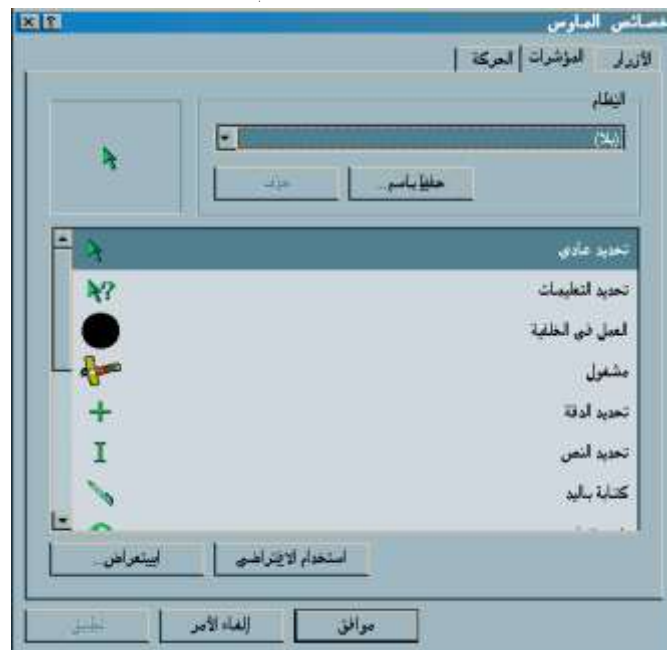 خصائص الماوس
الأزرار المؤشرات الحركة
النظام
(بلا)
حفظ باسم... حذف
تحديد عادي
تحديد التعليمات
العمل في الخلفية
مشغول
تحديد الدقة
تحديد النص
كتابة باليد
استخدام الافتراضي استعراض...
موافق إلغاء الأمر تطبيق